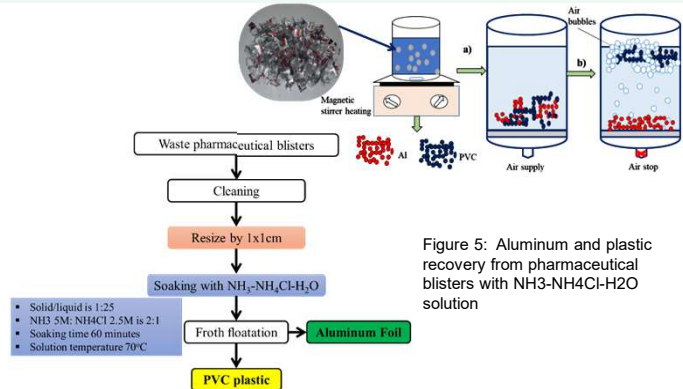 Air
bubbles
a)
b)
Magnetic
stirrer heating
Al
PVC
Air supply
Air stop
Waste pharmaceutical blisters
Cleaning
Resize by 1x1cm
Soaking with NH₃-NH₄Cl-H₂O
▪ Solid/liquid is 1:25
▪ NH3 5M: NH4Cl 2.5M is 2:1
▪ Soaking time 60 minutes
▪ Solution temperature 70°C
Froth floatation
Aluminum Foil
PVC plastic
Figure 5: Aluminum and plastic
recovery from pharmaceutical
blisters with NH3-NH4Cl-H2O
solution